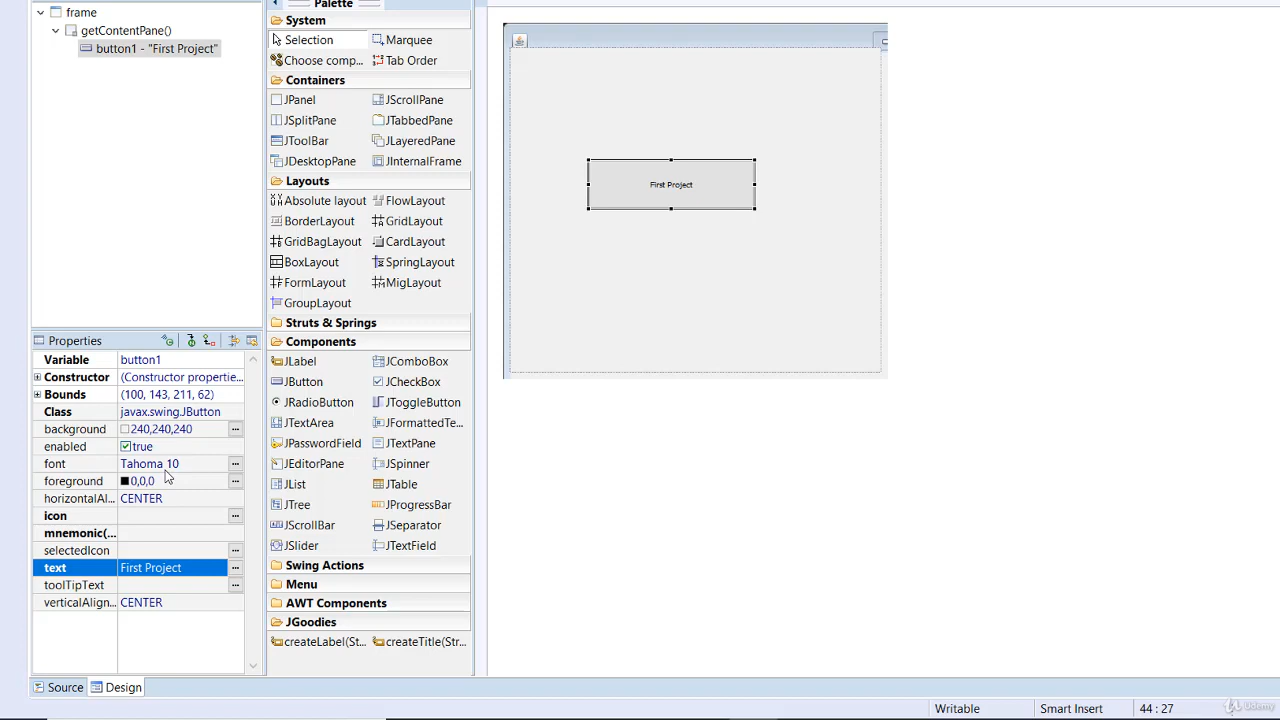 frame
getContentPane()
button1 - "First Project"
Properties
Variable button1
Constructor (Constructor propertie...
Bounds (100, 143, 211, 62)
Class javax.swing.JButton
background 240,240,240 ...
enabled true
font Tahoma 10 ...
foreground 0,0,0 ...
horizontalAl... CENTER
icon ...
mnemonic(...
selectedIcon ...
text First Project ...
toolTipText ...
verticalAlign... CENTER
Source Design
Palette
System
Selection Marquee
Choose comp... Tab Order
Containers
JPanel JScrollPane
JSplitPane JTabbedPane
JToolBar JLayeredPane
JDesktopPane JInternalFrame
Layouts
Absolute layout FlowLayout
BorderLayout GridLayout
GridBagLayout CardLayout
BoxLayout SpringLayout
FormLayout MigLayout
GroupLayout
Struts & Springs
Components
JLabel JComboBox
JButton JCheckBox
JRadioButton JToggleButton
JTextArea JFormattedTe...
JPasswordField JTextPane
JEditorPane JSpinner
JList JTable
JTree JProgressBar
JScrollBar JSeparator
JSlider JTextField
Swing Actions
Menu
AWT Components
JGoodies
createLabel(St... createTitle(Str...
First Project
Writable Smart Insert 44 : 27
Udemy